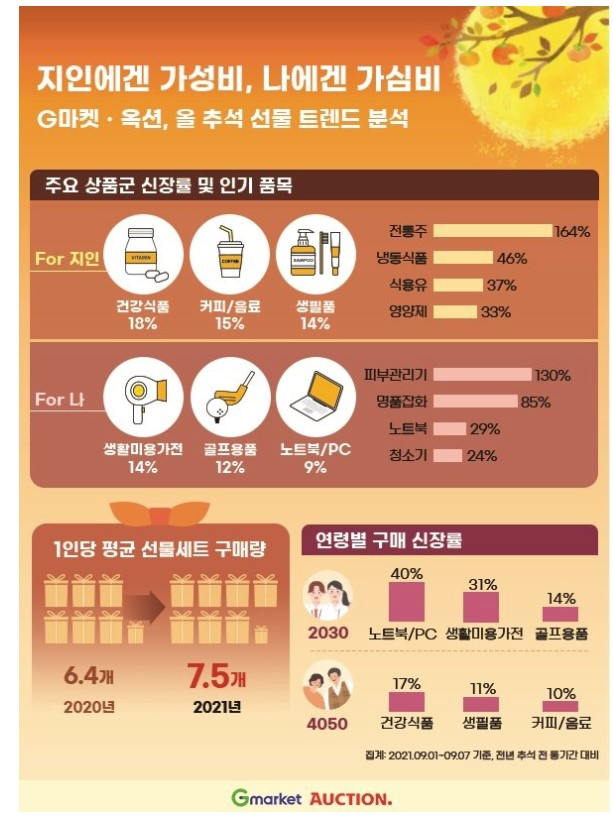 지인에겐 가성비, 나에겐 가심비
G마켓 · 옥션, 올 추석 선물 트렌드 분석
주요 상품군 신장률 및 인기 품목
For 지인
VITAMIN
건강식품
18%
COFFEE
커피/음료
15%
SHAMPOO
생필품
14%
전통주 164%
냉동식품 46%
식용유 37%
영양제 33%
For 나
생활미용가전
14%
골프용품
12%
노트북/PC
9%
피부관리기 130%
명품잡화 85%
노트북 29%
청소기 24%
1인당 평균 선물세트 구매량
6.4개
2020년
7.5개
2021년
연령별 구매 신장률
2030
40%
노트북/PC
31%
생활미용가전
14%
골프용품
4050
17%
건강식품
11%
생필품
10%
커피/음료
집계: 2021.09.01~09.07 기준, 전년 추석 전 동기간 대비
Gmarket AUCTION.